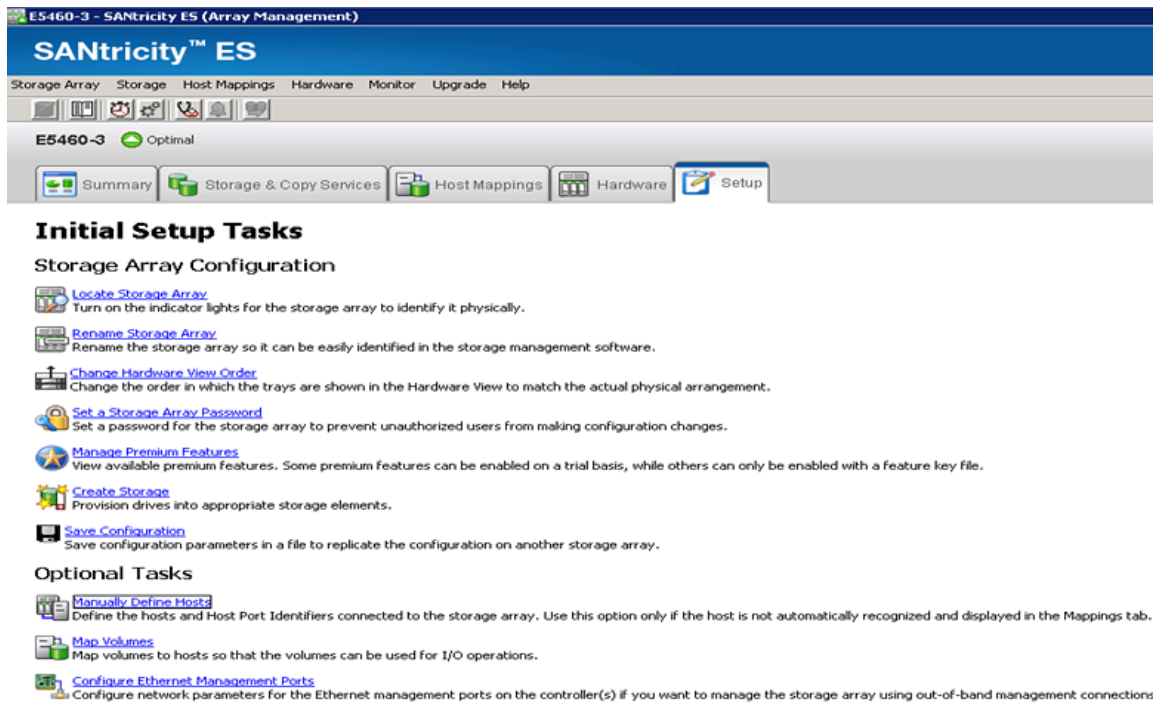 E5460-3 - SANtricity ES (Array Management)
SANtricity™ ES
Storage Array Storage Host Mappings Hardware Monitor Upgrade Help
E5460-3 Optimal
Summary Storage & Copy Services Host Mappings Hardware Setup
Initial Setup Tasks
Storage Array Configuration
Locate Storage Array
Turn on the indicator lights for the storage array to identify it physically.
Rename Storage Array
Rename the storage array so it can be easily identified in the storage management software.
Change Hardware View Order
Change the order in which the trays are shown in the Hardware View to match the actual physical arrangement.
Set a Storage Array Password
Set a password for the storage array to prevent unauthorized users from making configuration changes.
Manage Premium Features
View available premium features. Some premium features can be enabled on a trial basis, while others can only be enabled with a feature key file.
Create Storage
Provision drives into appropriate storage elements.
Save Configuration
Save configuration parameters in a file to replicate the configuration on another storage array.
Optional Tasks
Manually Define Hosts
Define the hosts and Host Port Identifiers connected to the storage array. Use this option only if the host is not automatically recognized and displayed in the Mappings tab.
Map Volumes
Map volumes to hosts so that the volumes can be used for I/O operations.
Configure Ethernet Management Ports
Configure network parameters for the Ethernet management ports on the controller(s) if you want to manage the storage array using out-of-band management connections